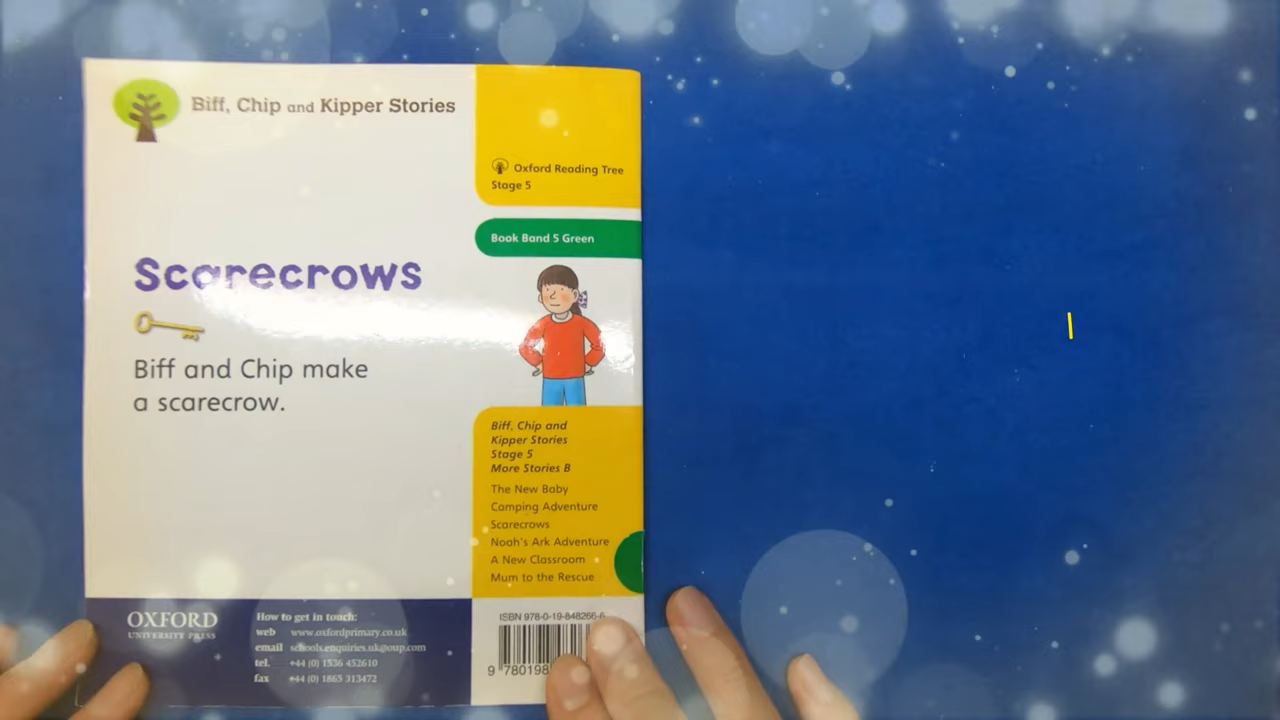 Biff, Chip and Kipper Stories
Oxford Reading Tree
Stage 5
Book Band 5 Green
Scarecrows
Biff and Chip make
a scarecrow.
Biff, Chip and
Kipper Stories
Stage 5
More Stories B
The New Baby
Camping Adventure
Scarecrows
Noah's Ark Adventure
A New Classroom
Mum to the Rescue
OXFORD
UNIVERSITY PRESS
How to get in touch:
web www.oxfordprimary.co.uk
email schools.enquiries.uk@oup.com
tel. +44 (0) 1536 452610
fax +44 (0) 1865 313472
ISBN 978-0-19-848266-6
9 780198